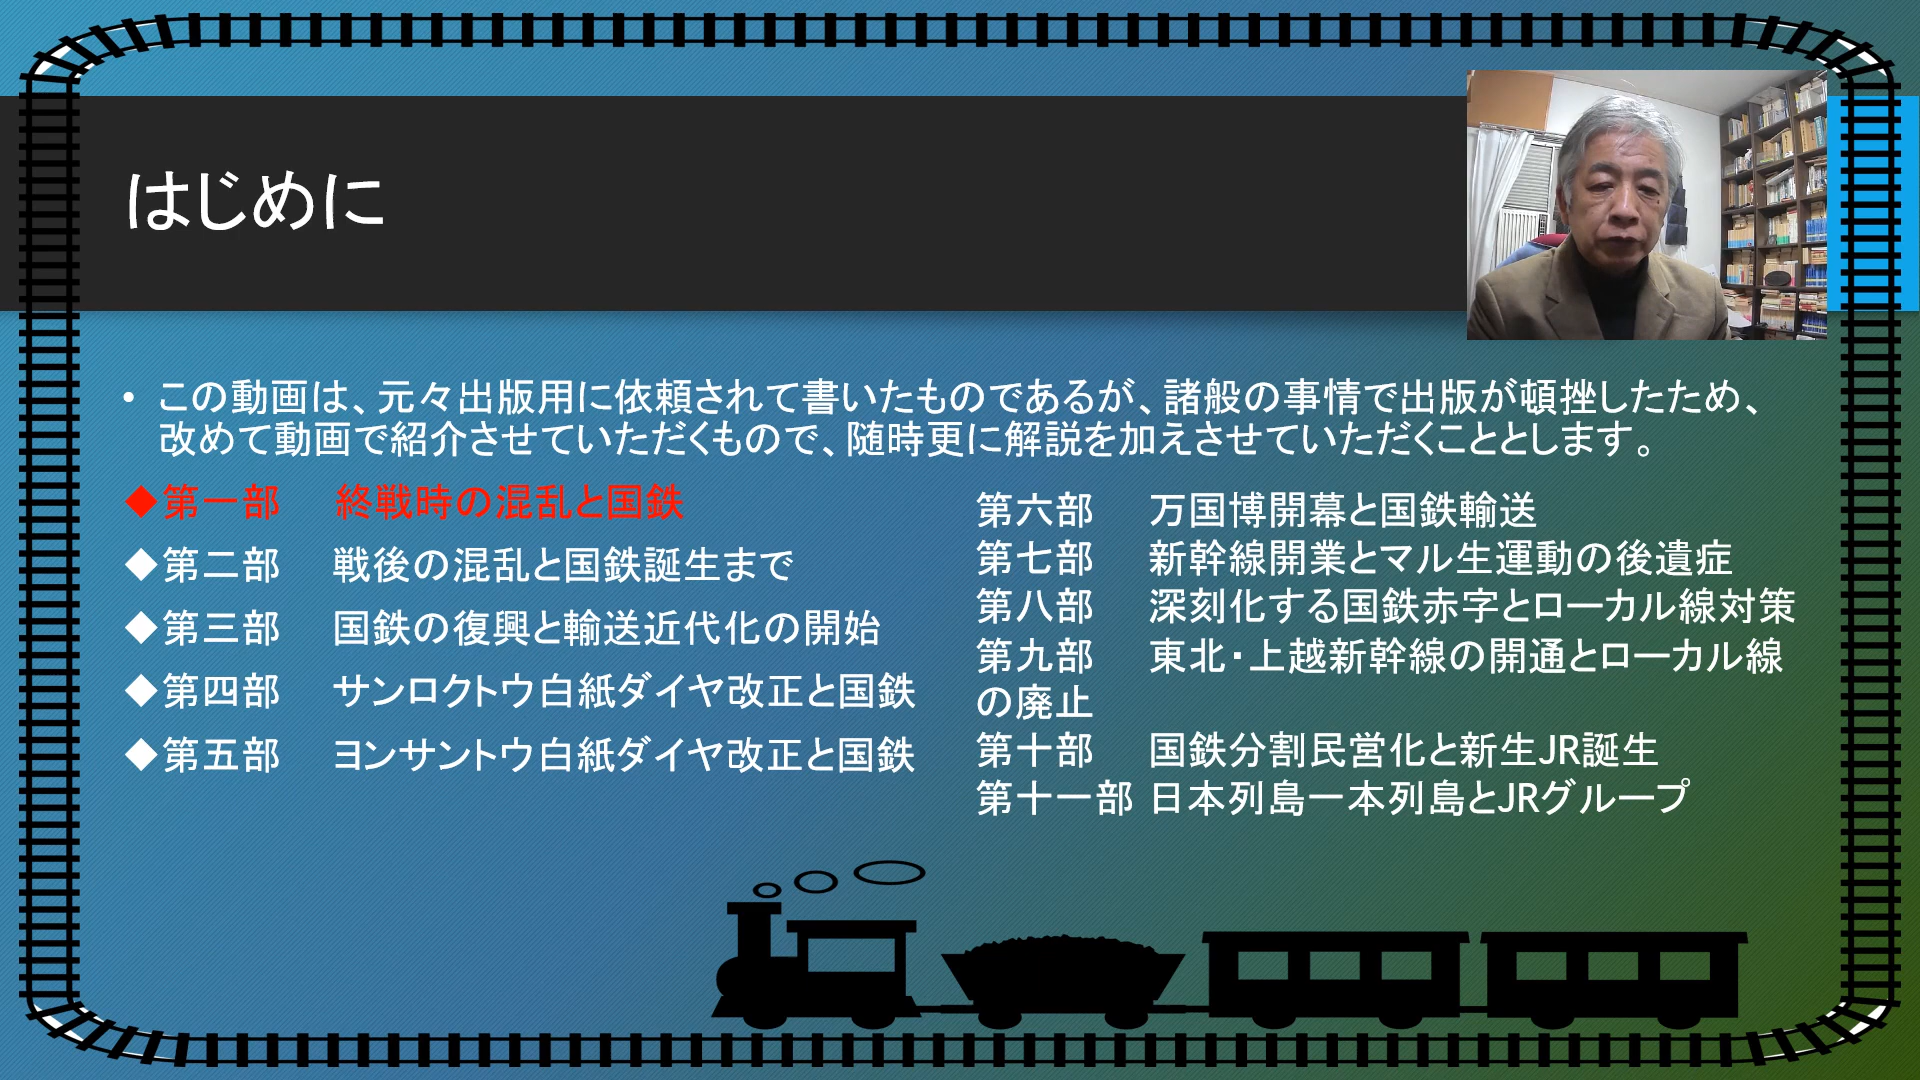 はじめに
• この動画は、元々出版用に依頼されて書いたものであるが、諸般の事情で出版が頓挫したため、
改めて動画で紹介させていただくもので、随時更に解説を加えさせていただくこととします。
◆第一部 終戦時の混乱と国鉄
◆第二部 戦後の混乱と国鉄誕生まで
◆第三部 国鉄の復興と輸送近代化の開始
◆第四部 サンロクトウ白紙ダイヤ改正と国鉄
◆第五部 ヨンサントウ白紙ダイヤ改正と国鉄
第六部 万国博開幕と国鉄輸送
第七部 新幹線開業とマル生運動の後遺症
第八部 深刻化する国鉄赤字とローカル線対策
第九部 東北・上越新幹線の開通とローカル線
の廃止
第十部 国鉄分割民営化と新生JR誕生
第十一部 日本列島一本列島とJRグループ